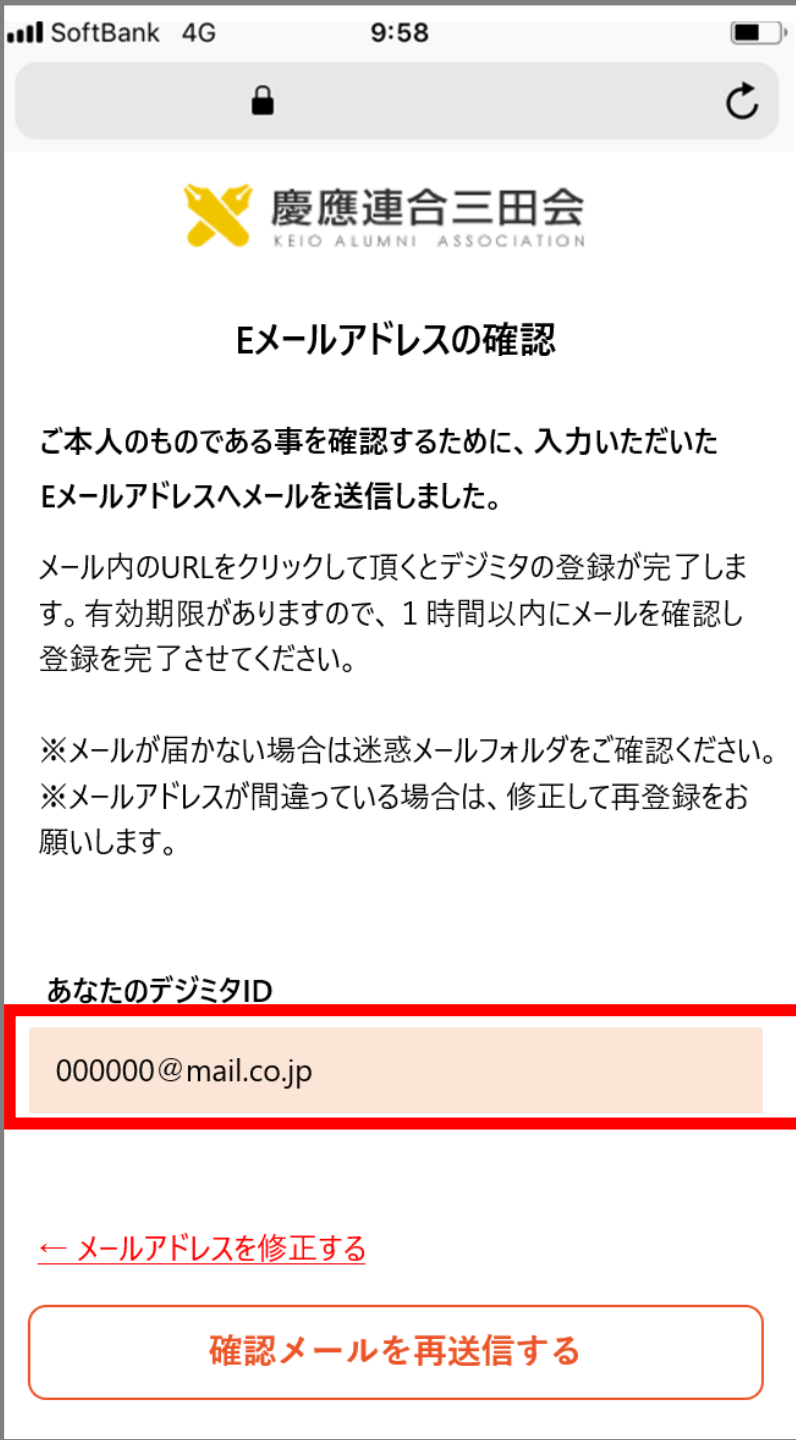 SoftBank 4G 9:58
慶應連合三田会
KEIO ALUMNI ASSOCIATION
Eメールアドレスの確認
ご本人のものである事を確認するために、入力いただいた
Eメールアドレスへメールを送信しました。
メール内のURLをクリックして頂くとデジミタの登録が完了しま
す。有効期限がありますので、１時間以内にメールを確認し
登録を完了させてください。
※メールが届かない場合は迷惑メールフォルダをご確認ください。
※メールアドレスが間違っている場合は、修正して再登録をお
願いします。
あなたのデジミタID
000000@mail.co.jp
← メールアドレスを修正する
確認メールを再送信する